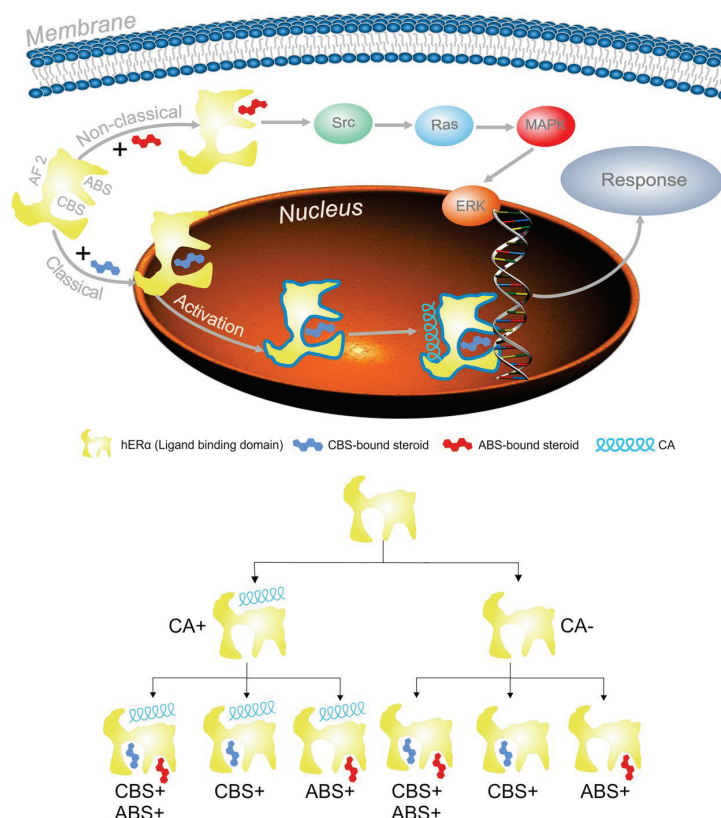 Membrane
Non-classical
+
Src
Ras
MAPK
AF 2
ABS
CBS
Response
ERK
Nucleus
+
Classical
Activation
hERα (Ligand binding domain)
CBS-bound steroid
ABS-bound steroid
CA
CA+
CA-
CBS+
ABS+
CBS+
ABS+
CBS+
ABS+
CBS+
ABS+